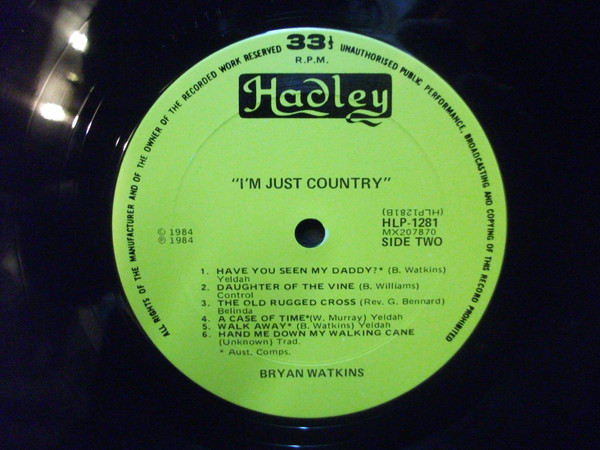 ALL RIGHTS OF THE MANUFACTURER AND OF THE OWNER OF THE RECORDED WORK RESERVED
33⅓
UNAUTHORISED PUBLIC PERFORMANCE, BROADCASTING AND COPYING OF THIS RECORD PROHIBITED
R.P.M.
Hadley
"I'M JUST COUNTRY"
(HLP1281B)
HLP-1281
© 1984
MX207870
℗ 1984
SIDE TWO
1. HAVE YOU SEEN MY DADDY?* (B. Watkins)
Yeldah
2. DAUGHTER OF THE VINE (B. Williams)
Control
3. THE OLD RUGGED CROSS (Rev. G. Bennard)
Belinda
4. A CASE OF TIME*(W. Murray) Yeldah
5. WALK AWAY* (B. Watkins) Yeldah
6. HAND ME DOWN MY WALKING CANE
(Unknown) Trad.
* Aust. Comps.
BRYAN WATKINS